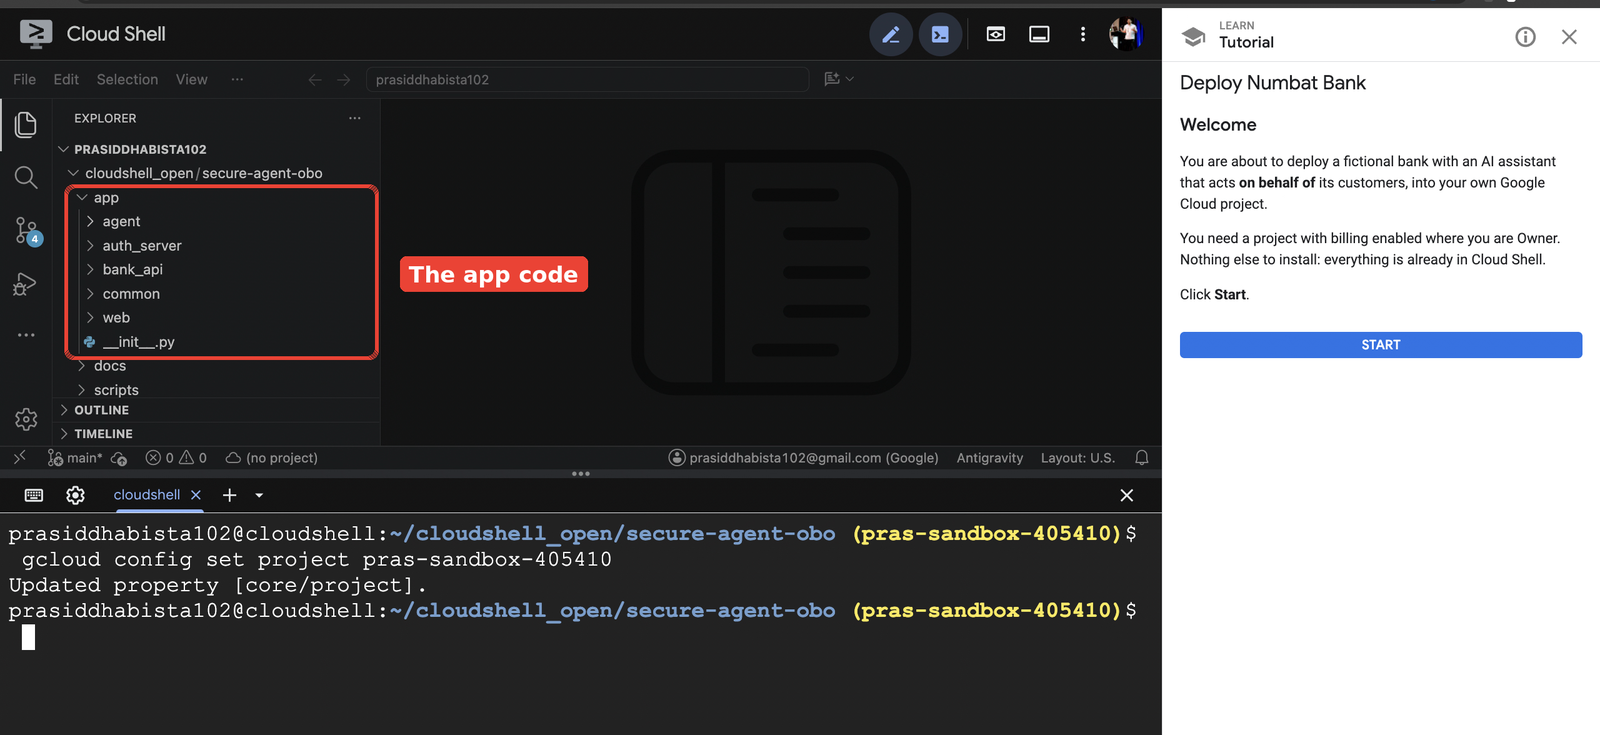 Cloud Shell
File Edit Selection View ···
prasiddhabista102
EXPLORER ···
PRASIDDHABISTA102
cloudshell_open/secure-agent-obo
app
agent
auth_server
bank_api
common
web
__init__.py
docs
scripts
OUTLINE
TIMELINE
4
The app code
main* 0 0 (no project)
prasiddhabista102@gmail.com (Google) Antigravity Layout: U.S.
cloudshell
prasiddhabista102@cloudshell:~/cloudshell_open/secure-agent-obo (pras-sandbox-405410)$
gcloud config set project pras-sandbox-405410
Updated property [core/project].
prasiddhabista102@cloudshell:~/cloudshell_open/secure-agent-obo (pras-sandbox-405410)$
LEARN
Tutorial
Deploy Numbat Bank
Welcome
You are about to deploy a fictional bank with an AI assistant
that acts on behalf of its customers, into your own Google
Cloud project.
You need a project with billing enabled where you are Owner.
Nothing else to install: everything is already in Cloud Shell.
Click Start.
START